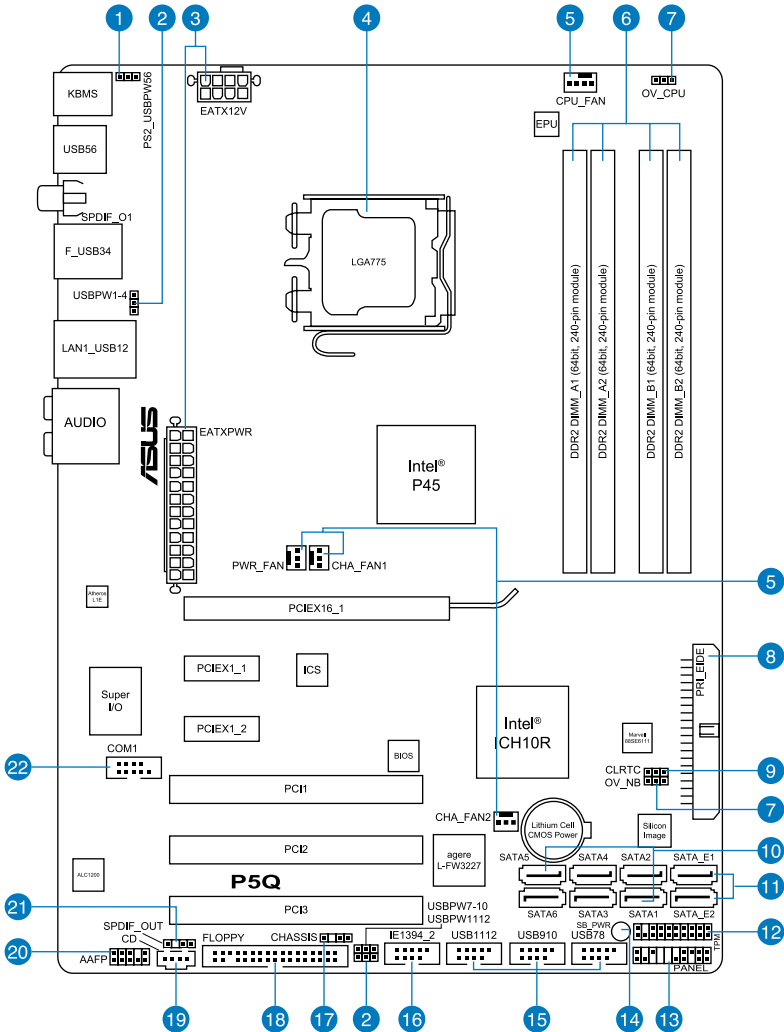 1 2 3 4 5 6 7
KBMS
PS2_USBPW56
EATX12V
CPU_FAN
OV_CPU
EPU
USB56
SPDIF_O1
F_USB34
LGA775
USBPW1-4
LAN1_USB12
DDR2 DIMM_A1 (64bit, 240-pin module)
DDR2 DIMM_A2 (64bit, 240-pin module)
DDR2 DIMM_B1 (64bit, 240-pin module)
DDR2 DIMM_B2 (64bit, 240-pin module)
AUDIO
ASUS
EATXPWR
Intel®
P45
PWR_FAN
CHA_FAN1
5
Atheros
L1E
PCIEX16_1
8
PRI_EIDE
PCIEX1_1
ICS
Super
I/O
Intel®
ICH10R
PCIEX1_2
Marvell
88SE6111
COM1
BIOS
22
CLRTC
9
OV_NB
7
PCI1
CHA_FAN2
Lithium Cell
CMOS Power
Silicon
Image
PCI2
agere
L-FW3227
10
SATA5
SATA4
SATA2
SATA_E1
ALC1200
P5Q
11
PCI3
SATA6
SATA3
SATA1
SATA_E2
USBPW7-10
USBPW1112
21
SPDIF_OUT
CD
FLOPPY
CHASSIS
IE1394_2
USB1112
USB910
SB_PWR
USB78
12
TPM
20
AAFP
PANEL
19 18 17 2 16 15 14 13